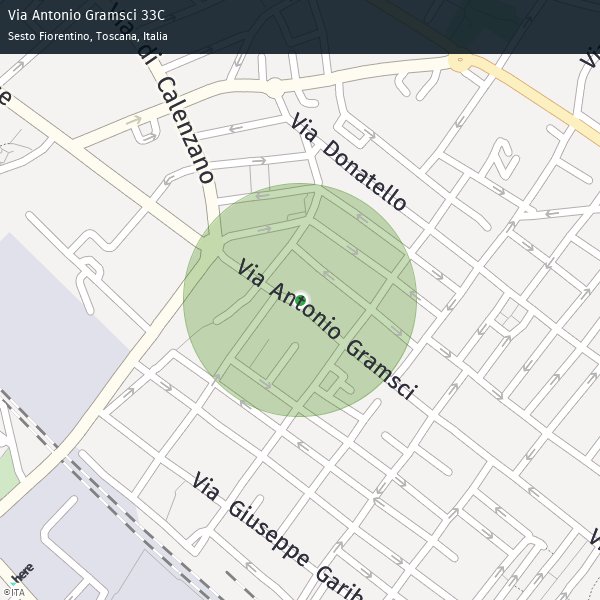 Via Antonio Gramsci 33C
Sesto Fiorentino, Toscana, Italia
Via di Calenzano
Via Donatello
Via Antonio Gramsci
Via Giuseppe Garib
here
©ITA